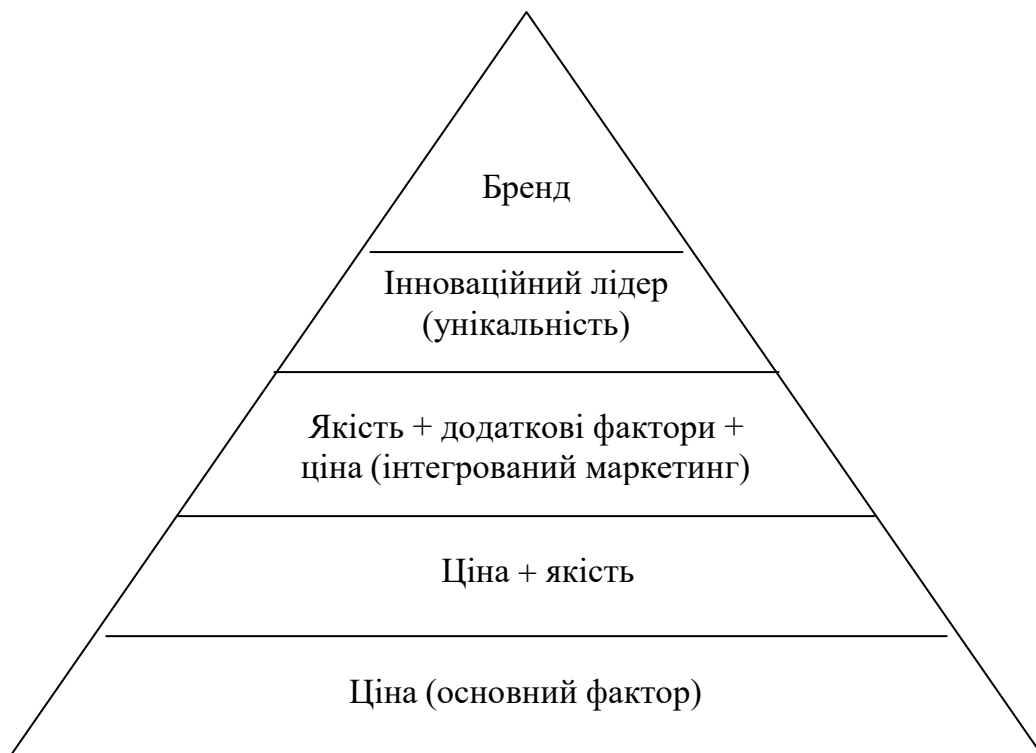 Бренд
Інноваційний лідер
(унікальність)
Якість + додаткові фактори +
ціна (інтегрований маркетинг)
Ціна + якість
Ціна (основний фактор)